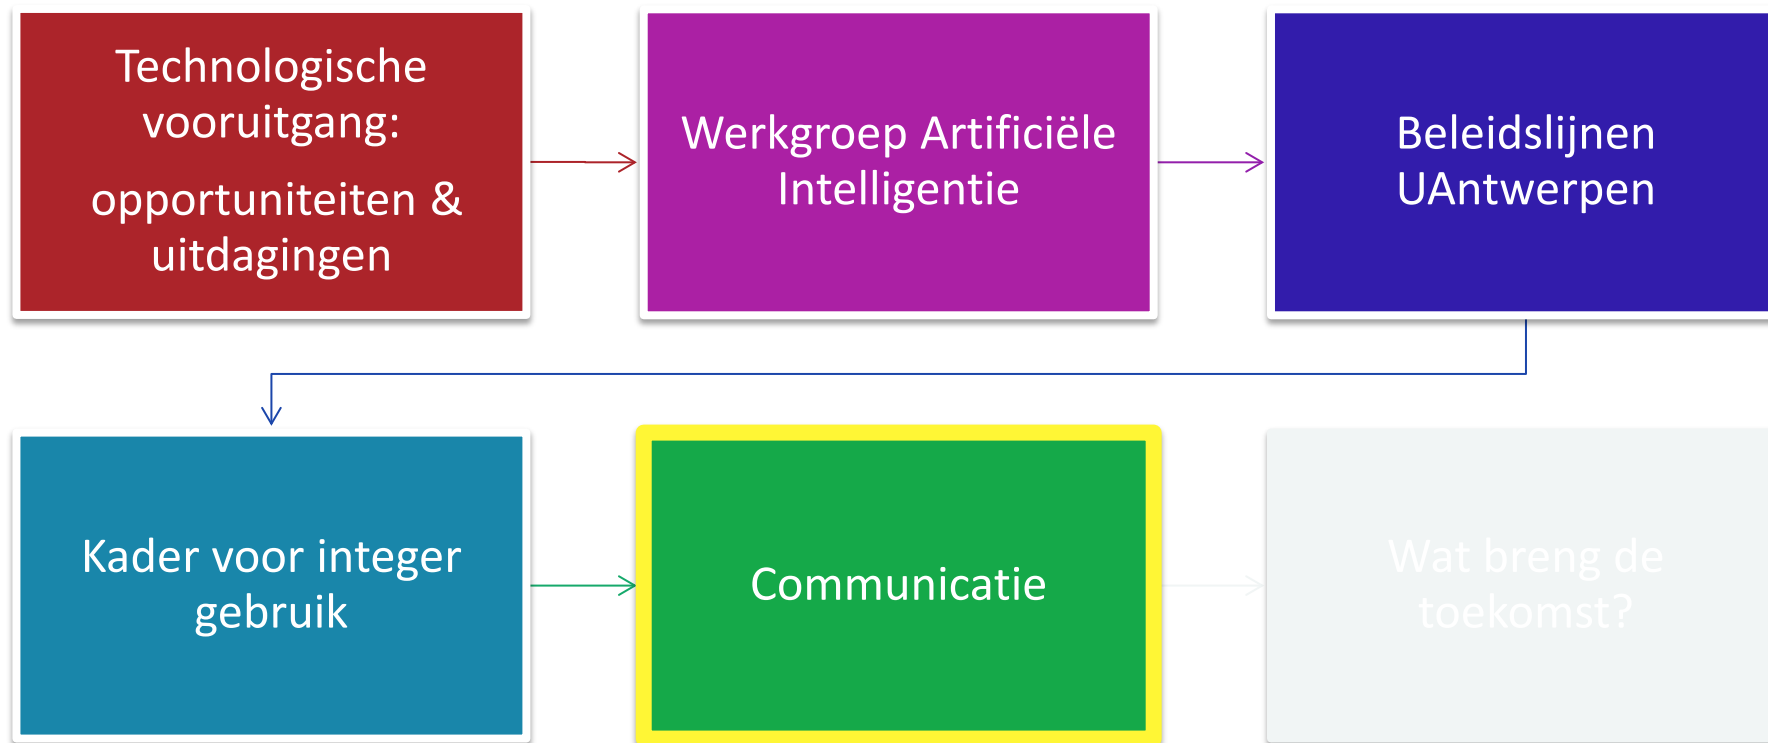 Technologische
vooruitgang:
opportuniteiten &
uitdagingen
Werkgroep Artificiële
Intelligentie
Beleidslijnen
UAntwerpen
Kader voor integer
gebruik
Communicatie
Wat breng de
toekomst?